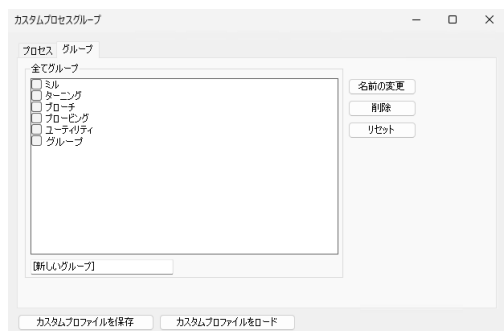 カスタムプロセスグループ
プロセス グループ
全てグループ
ミル
ターニング
ブローチ
プロービング
ユーティリティ
グループ
名前の変更
削除
リセット
[新しいグループ]
カスタムプロファイルを保存 カスタムプロファイルをロード